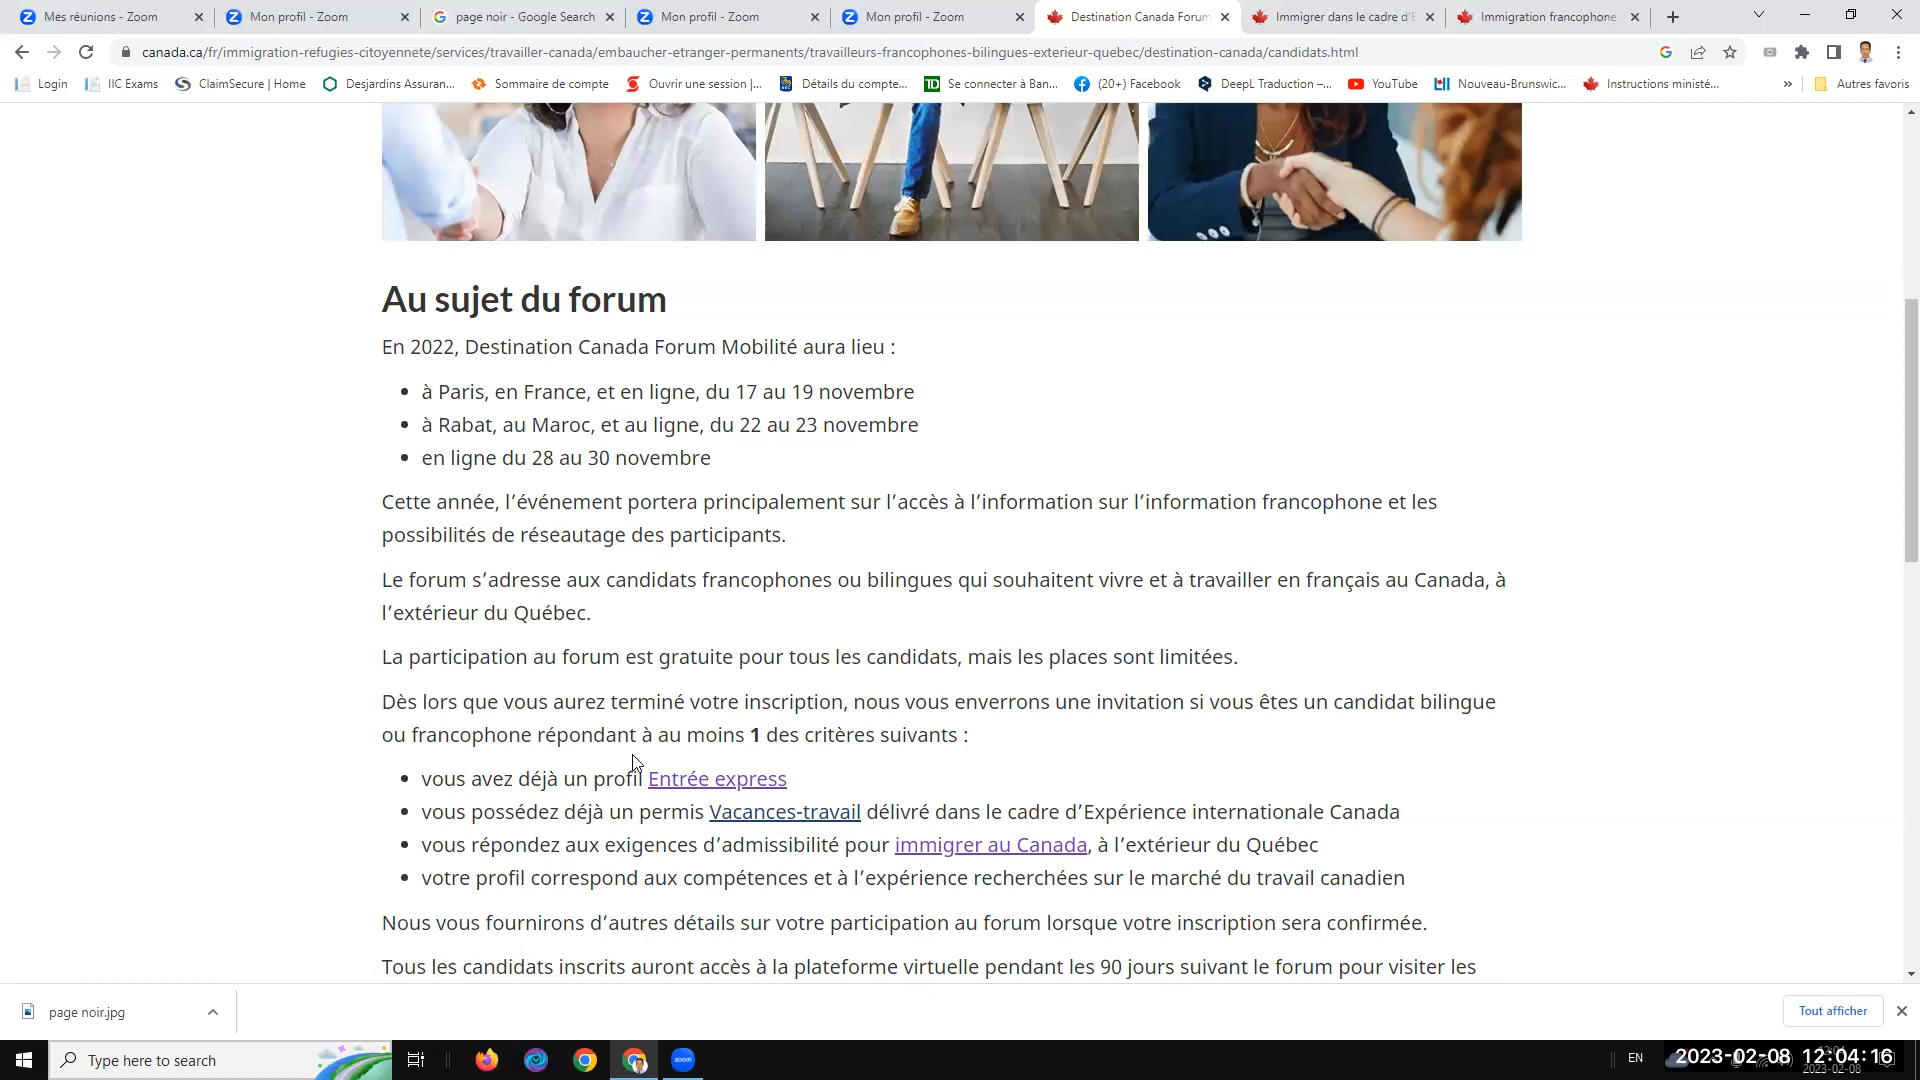 Mes réunions - Zoom
Mon profil - Zoom
page noir - Google Search
Mon profil - Zoom
Mon profil - Zoom
Destination Canada Forum
Immigrer dans le cadre d'E
Immigration francophone
canada.ca/fr/immigration-refugies-citoyennete/services/travailler-canada/embaucher-etranger-permanents/travailleurs-francophones-bilingues-exterieur-quebec/destination-canada/candidats.html
Login
IIC Exams
ClaimSecure | Home
Desjardins Assuran...
Sommaire de compte
Ouvrir une session |...
Détails du compte...
Se connecter à Ban...
(20+) Facebook
DeepL Traduction –...
YouTube
Nouveau-Brunswic...
Instructions ministé...
»
Autres favoris
Au sujet du forum
En 2022, Destination Canada Forum Mobilité aura lieu :
• à Paris, en France, et en ligne, du 17 au 19 novembre
• à Rabat, au Maroc, et au ligne, du 22 au 23 novembre
• en ligne du 28 au 30 novembre
Cette année, l’événement portera principalement sur l’accès à l’information sur l’information francophone et les
possibilités de réseautage des participants.
Le forum s’adresse aux candidats francophones ou bilingues qui souhaitent vivre et à travailler en français au Canada, à
l’extérieur du Québec.
La participation au forum est gratuite pour tous les candidats, mais les places sont limitées.
Dès lors que vous aurez terminé votre inscription, nous vous enverrons une invitation si vous êtes un candidat bilingue
ou francophone répondant à au moins 1 des critères suivants :
• vous avez déjà un profil Entrée express
• vous possédez déjà un permis Vacances-travail délivré dans le cadre d’Expérience internationale Canada
• vous répondez aux exigences d’admissibilité pour immigrer au Canada, à l’extérieur du Québec
• votre profil correspond aux compétences et à l’expérience recherchées sur le marché du travail canadien
Nous vous fournirons d’autres détails sur votre participation au forum lorsque votre inscription sera confirmée.
Tous les candidats inscrits auront accès à la plateforme virtuelle pendant les 90 jours suivant le forum pour visiter les
page noir.jpg
Tout afficher
Type here to search
zoom
EN
2023-02-08 12:04:16
2023-02-08